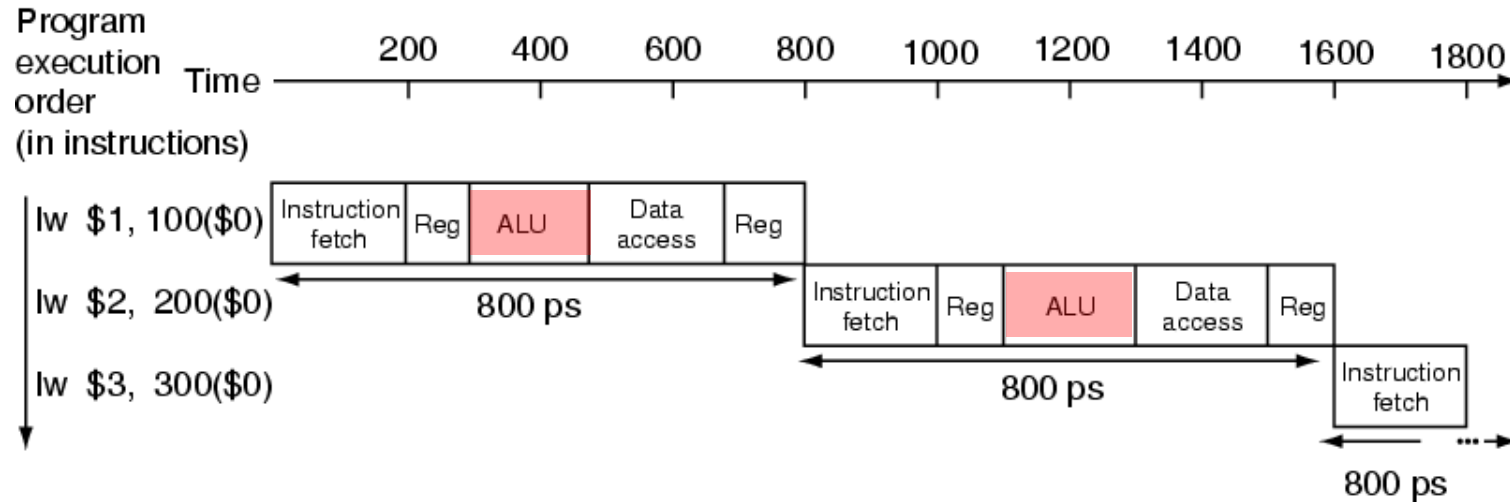 Program
execution
order
(in instructions)
Time
200 400 600 800 1000 1200 1400 1600 1800
lw $1, 100($0)
Instruction
fetch
Reg
ALU
Data
access
Reg
800 ps
lw $2, 200($0)
Instruction
fetch
Reg
ALU
Data
access
Reg
800 ps
lw $3, 300($0)
Instruction
fetch
...
800 ps